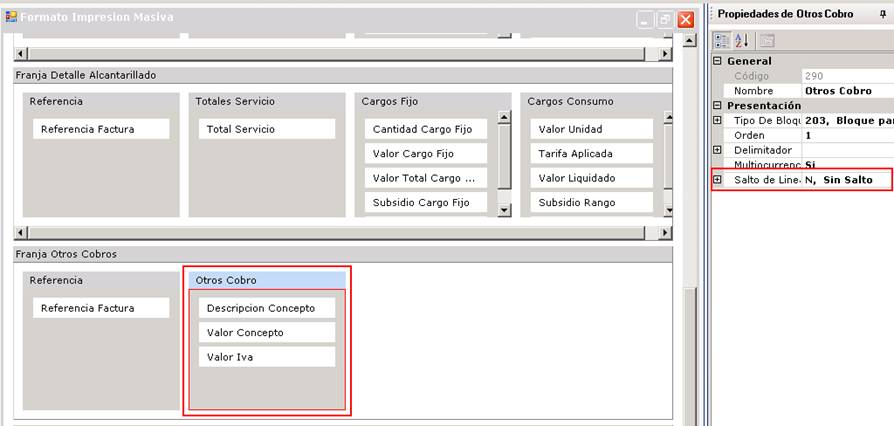 Formato Impresion Masiva
Franja Detalle Alcantarillado
Referencia
Referencia Factura
Totales Servicio
Total Servicio
Cargos Fijo
Cantidad Cargo Fijo
Valor Cargo Fijo
Valor Total Cargo ...
Subsidio Cargo Fijo
Cargos Consumo
Valor Unidad
Tarifa Aplicada
Valor Liquidado
Subsidio Rango
Franja Otros Cobros
Referencia
Referencia Factura
Otros Cobro
Descripcion Concepto
Valor Concepto
Valor Iva
Propiedades de Otros Cobro
General
Código 290
Nombre Otros Cobro
Presentación
Tipo De Bloqu 203, Bloque par
Orden 1
Delimitador
Multicurrenc Si
Salto de Line N, Sin Salto